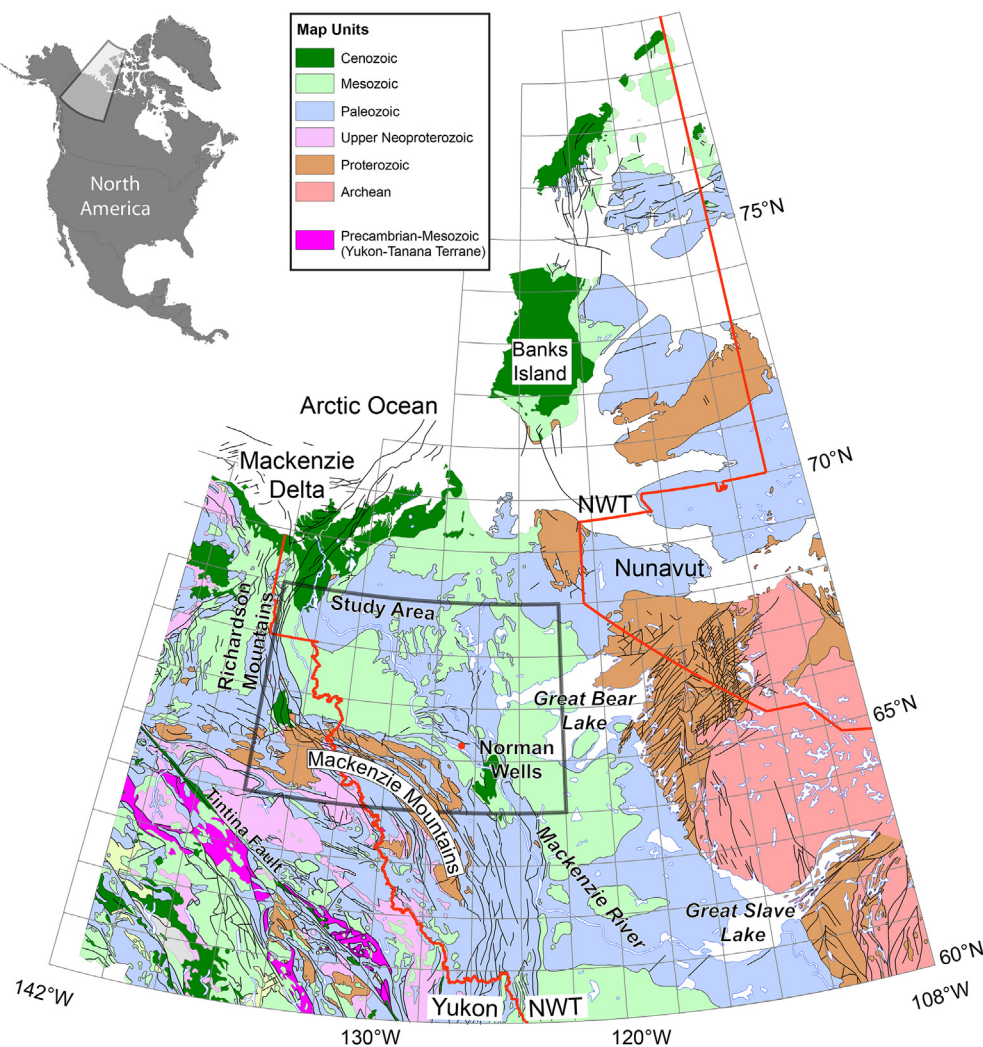 Map Units
Cenozoic
Mesozoic
Paleozoic
Upper Neoproterozoic
Proterozoic
Archean
Precambrian-Mesozoic
(Yukon-Tanana Terrane)
North
America
75°N
Banks
Island
Arctic Ocean
Mackenzie
Delta
70°N
NWT
Nunavut
Study Area
Richardson
Mountains
Great Bear
Lake
65°N
Norman
Wells
Mackenzie Mountains
Tintina Fault
Mackenzie River
Great Slave
Lake
60°N
142°W
108°W
Yukon
NWT
130°W
120°W